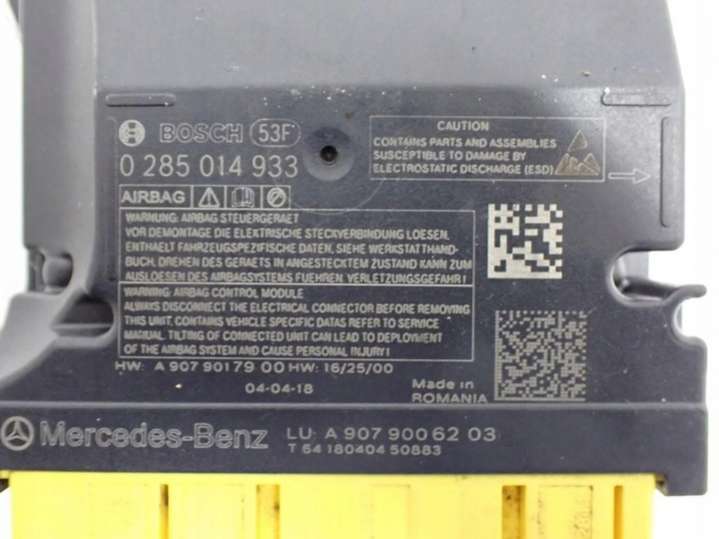 BOSCH 53F
0 285 014 933
CAUTION
CONTAINS PARTS AND ASSEMBLIES
SUSCEPTIBLE TO DAMAGE BY
ELECTROSTATIC DISCHARGE (ESD)
AIRBAG
WARNUNG: AIRBAG STEUERGERAET
VOR DEMONTAGE DIE ELEKTRISCHE STECKVERBINDUNG LOESEN.
ENTHAELT FAHRZEUGSPEZIFISCHE DATEN, SIEHE WERKSTATTHAND-
BUCH. DREHEN DES GERAETS IN ANGESTECKTEM ZUSTAND KANN ZUM
AUSLOESEN DES AIRBAGSYSTEMS FUEHREN. VERLETZUNGSGEFAHR!
WARNING: AIRBAG CONTROL MODULE
ALWAYS DISCONNECT THE ELECTRICAL CONNECTOR BEFORE REMOVING
THIS UNIT. CONTAINS VEHICLE SPECIFIC DATAS REFER TO SERVICE
MANUAL. TILTING OF CONNECTED UNIT CAN LEAD TO DEPLOYMENT
OF THE AIRBAG SYSTEM AND CAUSE PERSONAL INJURY!
HW: A 907 901 79 00 HW: 16/25/00
04-04-18
Made in
ROMANIA
Mercedes-Benz LU: A 907 900 62 03
T 64 180404 50883